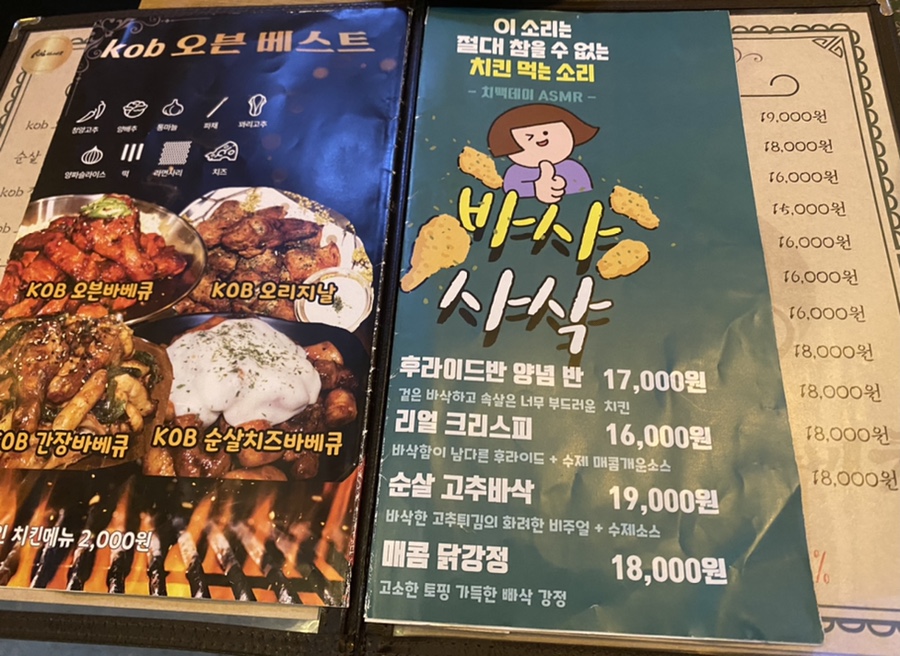 kob 오븐 베스트
청양고추
양배추
통마늘
파채
꽈리고추
양파슬라이스
떡
라면사리
치즈
KOB 오븐바베큐
KOB 오리지날
KOB 간장바베큐
KOB 순살치즈바베큐
치킨메뉴 2,000원
kob
순살
kob
이 소리는
절대 참을 수 없는
치킨 먹는 소리
- 치빽데이 ASMR -
바사
사삭
후라이드반 양념 반 17,000원
겉은 바삭하고 속살은 너무 부드러운 치킨
리얼 크리스피 16,000원
바삭함이 남다른 후라이드 + 수제 매콤개운소스
순살 고추바삭 19,000원
바삭한 고추튀김의 화려한 비주얼 + 수제소스
매콤 닭강정 18,000원
고소한 토핑 가득한 빠삭 강정
19,000원
18,000원
16,000원
15,000원
16,000원
16,000원
16,000원
18,000원
18,000원
18,000원
18,000원
%